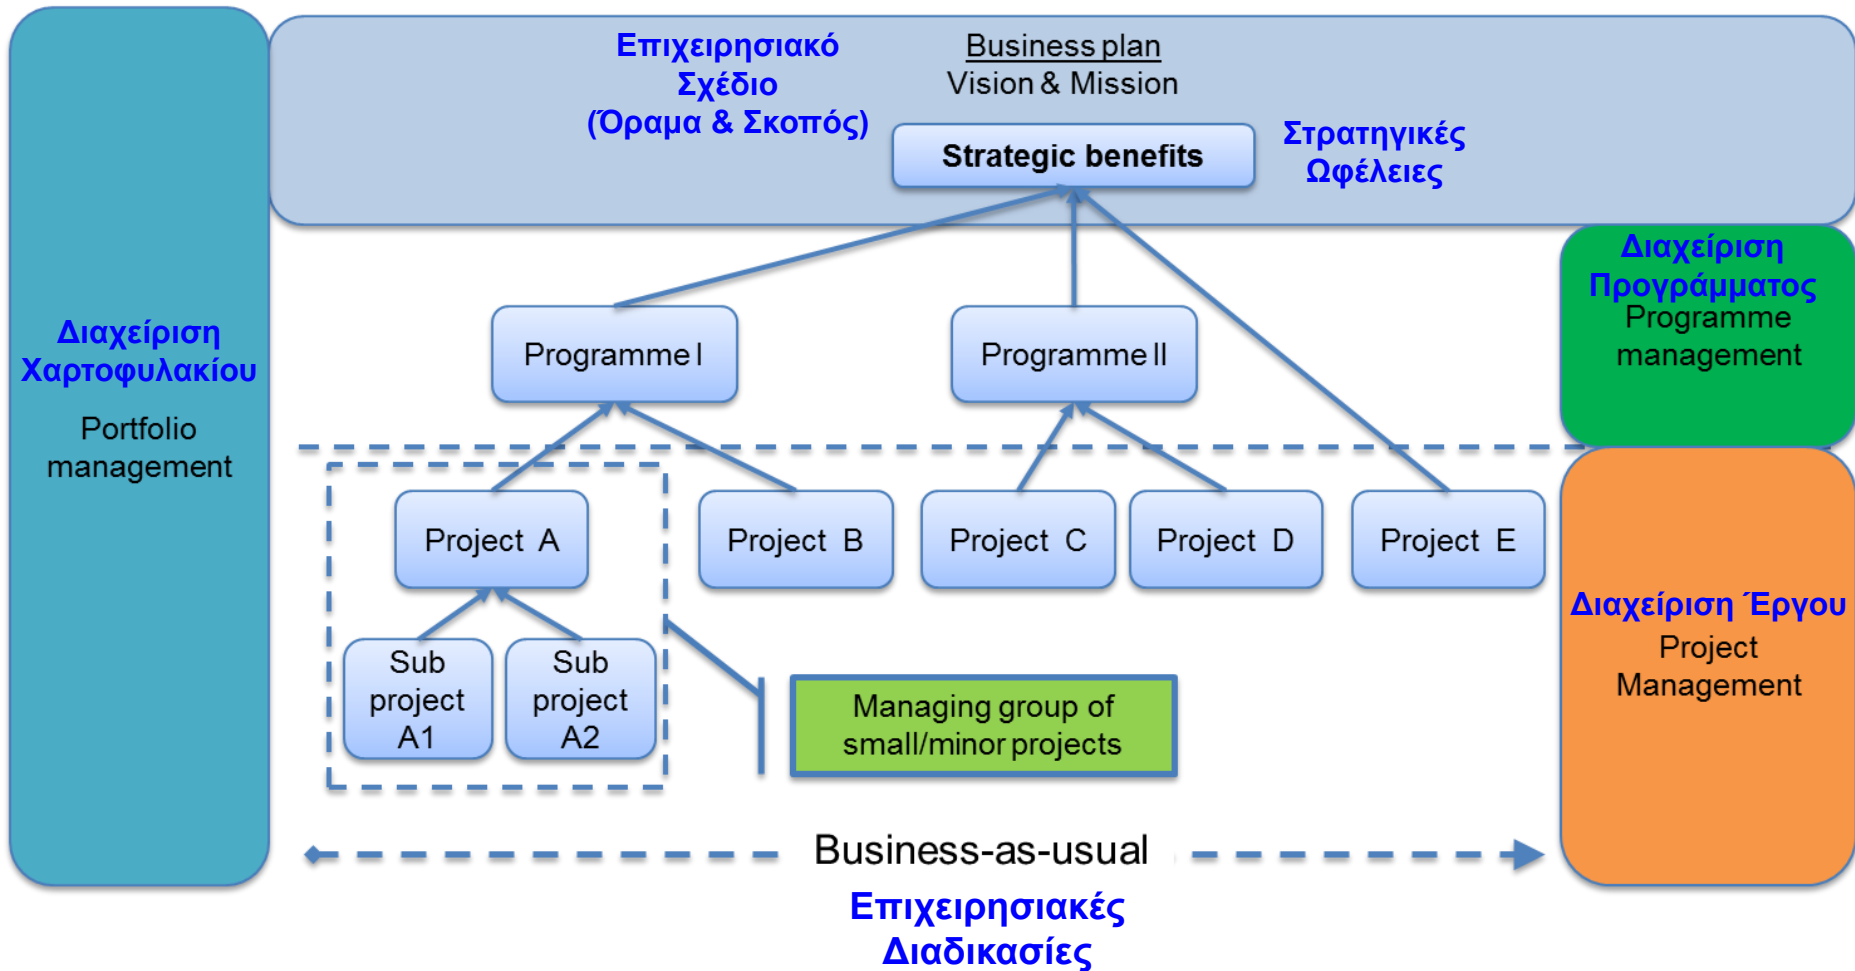 Επιχειρησιακό
Σχέδιο
(Όραμα & Σκοπός)
Business plan
Vision & Mission
Strategic benefits
Στρατηγικές
Ωφέλειες
Διαχείριση
Χαρτοφυλακίου
Portfolio
management
Programme I
Programme II
Διαχείριση
Προγράμματος
Programme
management
Project A
Project B
Project C
Project D
Project E
Sub
project
A1
Sub
project
A2
Managing group of
small/minor projects
Διαχείριση Έργου
Project
Management
Business-as-usual
Επιχειρησιακές
Διαδικασίες